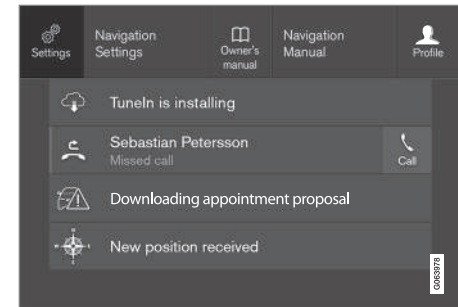 Settings
Navigation
Settings
Owner's
manual
Navigation
Manual
Profile
TuneIn is installing
Sebastian Petersson
Missed call
Call
Downloading appointment proposal
New position received
G063978